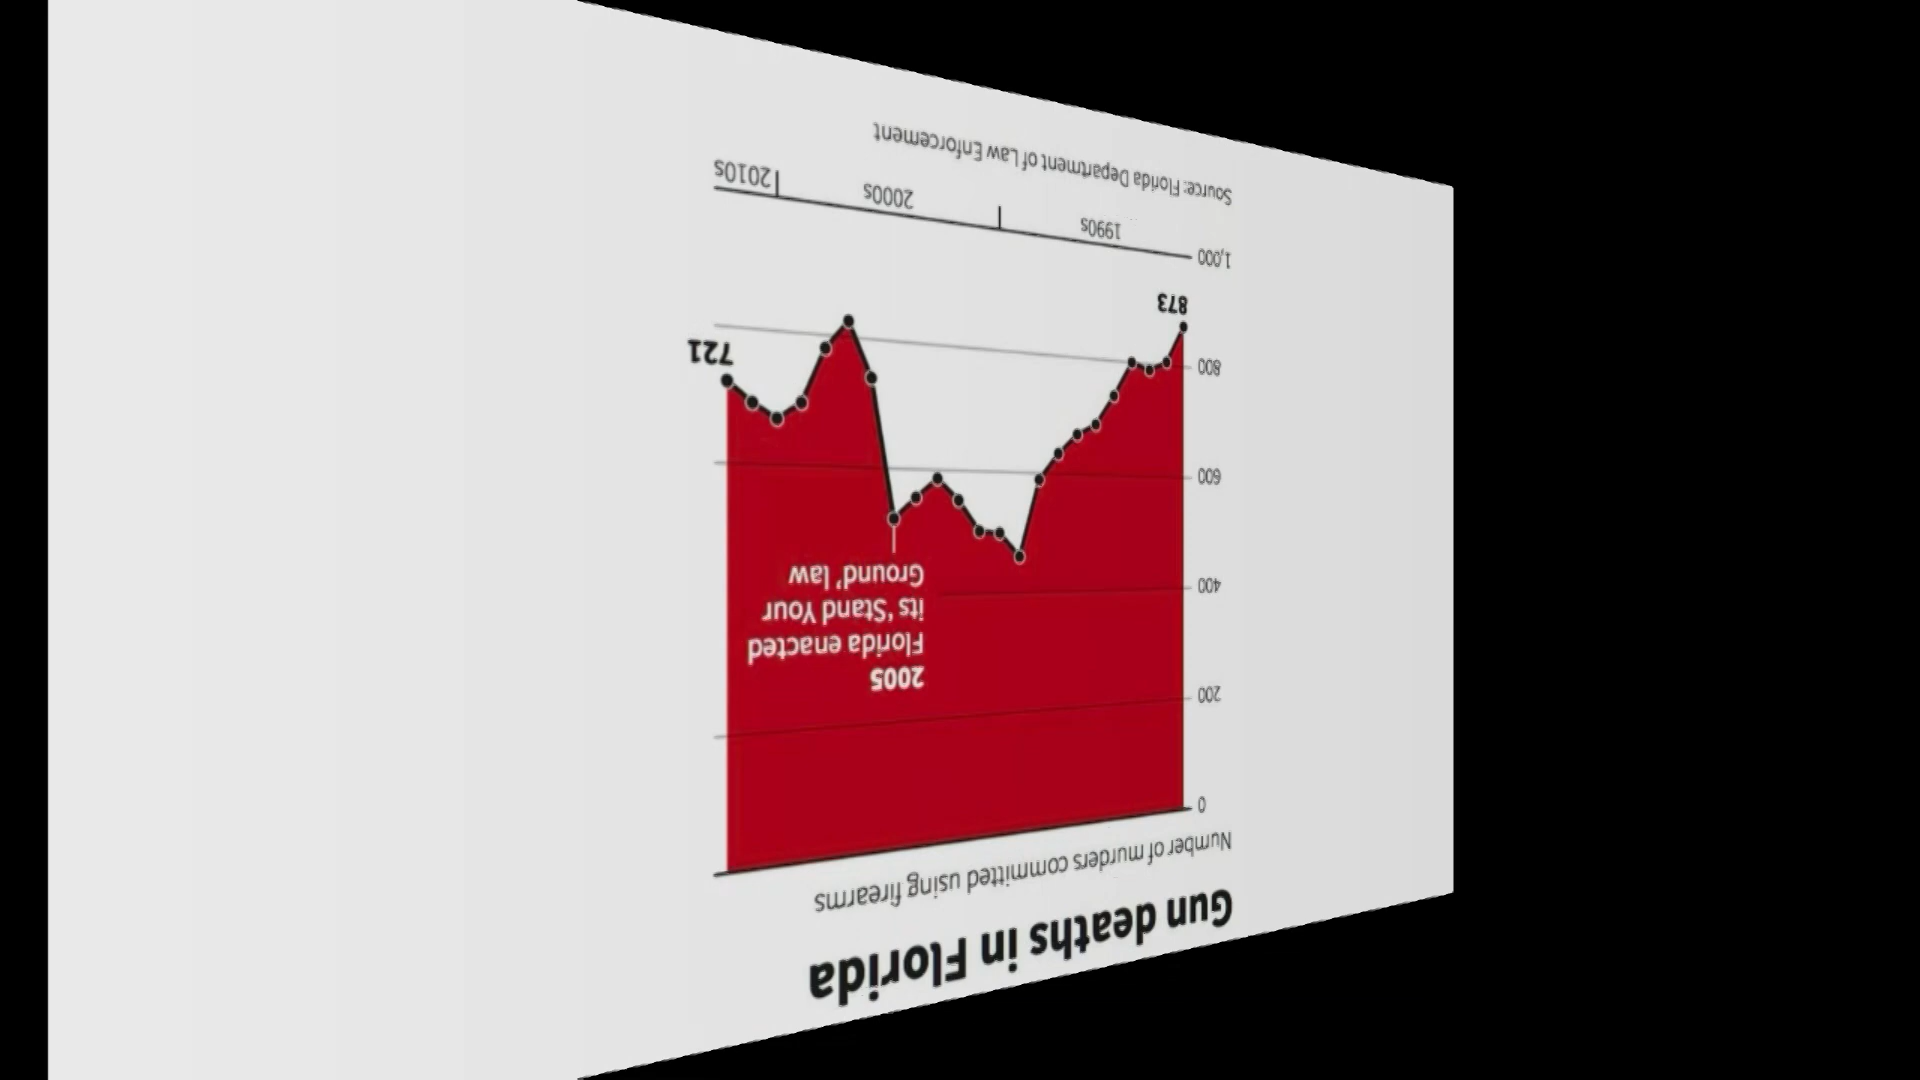 Gun deaths in Florida
Number of murders committed using firearms
0
200
2005
Florida enacted
its ‘Stand Your
Ground’ law
400
600
800
721
873
1,000
1990s 2000s 2010s
Source: Florida Department of Law Enforcement